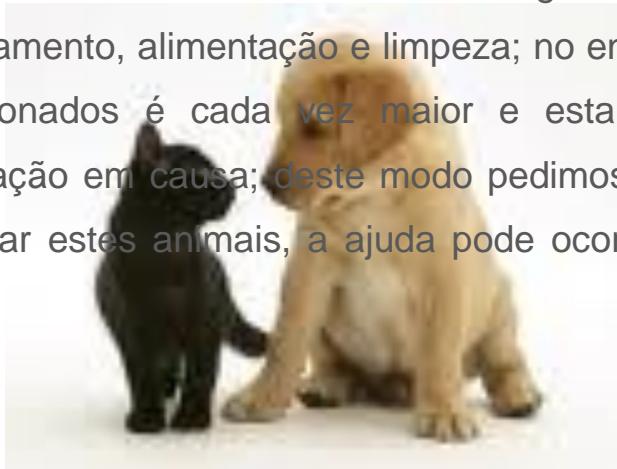 amento, alimentação e limpeza; no en
onados é cada vez maior e esta
ação em causa; deste modo pedimos
ar estes animais, a ajuda pode ocor